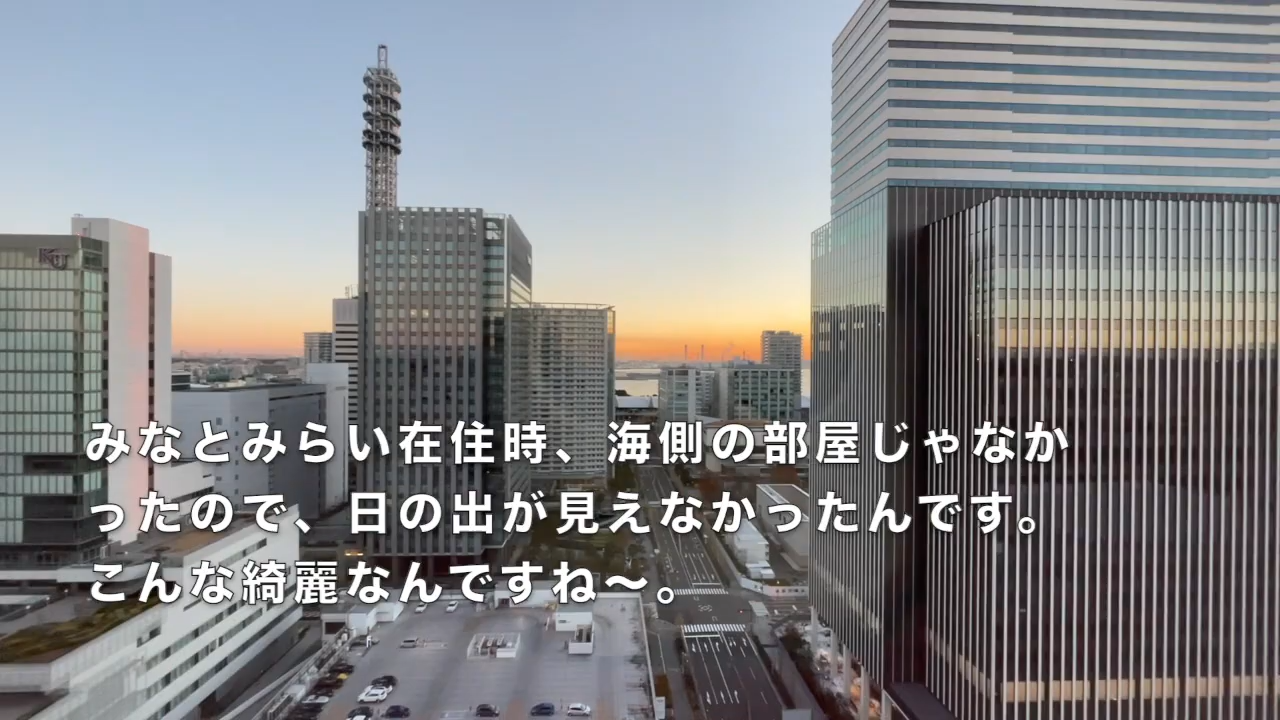 KU
みなとみらい在住時、海側の部屋じゃなか
ったので、日の出が見えなかったんです。
こんな綺麗なんですね〜。